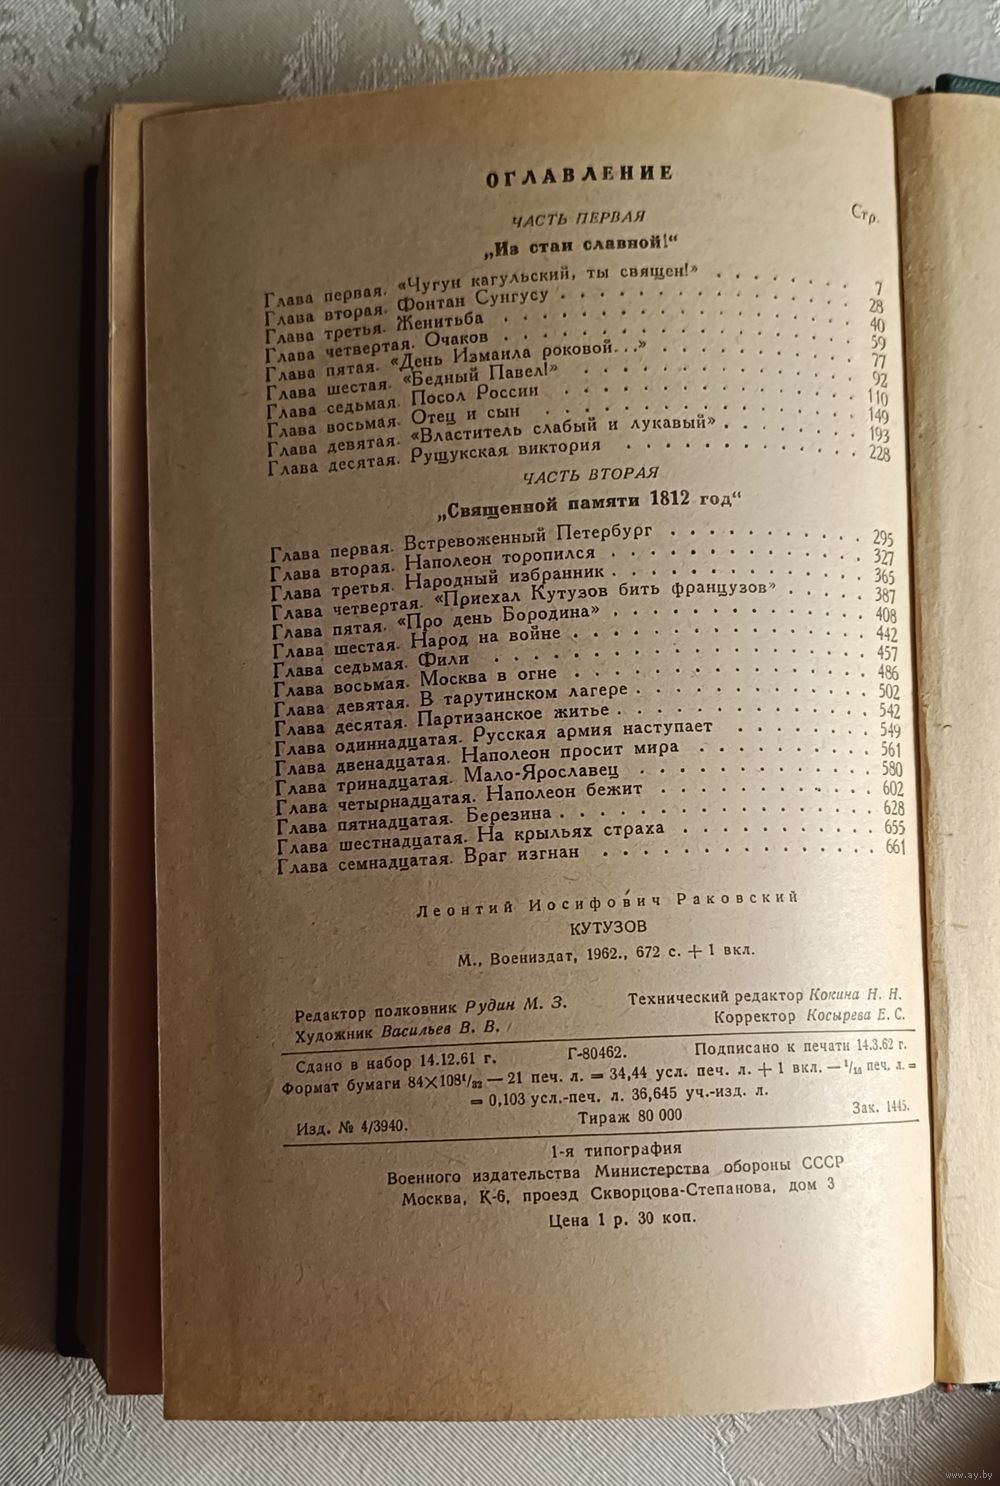 ОГЛАВЛЕНИЕ
ЧАСТЬ ПЕРВАЯ
Стр.
„Из стаи славной!“
Глава первая. «Чугун кагульский, ты священ!» . . . . . . . . 7
Глава вторая. Фонтан Сунгусу . . . . . . . . . . . . . 28
Глава третья. Женитьба . . . . . . . . . . . . . 40
Глава четвертая. Очаков . . . . . . . . . . . . . 59
Глава пятая. «День Измаила роковой...» . . . . . . . . 77
Глава шестая. «Бедный Павел!» . . . . . . . . . . . 92
Глава седьмая. Посол России . . . . . . . . . . . 110
Глава восьмая. Отец и сын . . . . . . . . . . . . 149
Глава девятая. «Властитель слабый и лукавый» . . . . . . 193
Глава десятая. Рущукская виктория . . . . . . . . . 228
ЧАСТЬ ВТОРАЯ
„Священной памяти 1812 год“
Глава первая. Встревоженный Петербург . . . . . . . . . . 295
Глава вторая. Наполеон торопился . . . . . . . . . . . 327
Глава третья. Народный избранник . . . . . . . . . . . 365
Глава четвертая. «Приехал Кутузов бить французов» . . . . . 387
Глава пятая. «Про день Бородина» . . . . . . . . . . . 408
Глава шестая. Народ на войне . . . . . . . . . . . . 442
Глава седьмая. Фили . . . . . . . . . . . . . . . 457
Глава восьмая. Москва в огне . . . . . . . . . . . . 486
Глава девятая. В тарутинском лагере . . . . . . . . . . 502
Глава десятая. Партизанское житье . . . . . . . . . . . 542
Глава одиннадцатая. Русская армия наступает . . . . . . . 549
Глава двенадцатая. Наполеон просит мира . . . . . . . . 561
Глава тринадцатая. Мало-Ярославец . . . . . . . . . . 580
Глава четырнадцатая. Наполеон бежит . . . . . . . . . 602
Глава пятнадцатая. Березина . . . . . . . . . . . . . 628
Глава шестнадцатая. На крыльях страха . . . . . . . . . 655
Глава семнадцатая. Враг изгнан . . . . . . . . . . . . 661
Леонтий Иосифо́вич Раковский
КУТУЗОВ
М., Воениздат, 1962., 672 с. + 1 вкл.
Редактор полковник Рудин М. З. Технический редактор Кокина Н. Н.
Художник Васильев В. В. Корректор Косырева Е. С.
Сдано в набор 14.12.61 г. Г-80462. Подписано к печати 14.3.62 г.
Формат бумаги 84×108¹/₃₂ — 21 печ. л. = 34,44 усл. печ. л. + 1 вкл. — ¹/₁₆ печ. л. =
= 0,103 усл.-печ. л. 36,645 уч.-изд. л.
Изд. № 4/3940. Тираж 80 000 Зак. 1445.
1-я типография
Военного издательства Министерства обороны СССР
Москва, К-6, проезд Скворцова-Степанова, дом 3
Цена 1 р. 30 коп.
www.ay.by